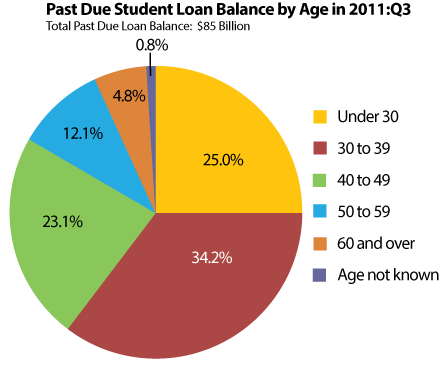 Past Due Student Loan Balance by Age in 2011:Q3
Total Past Due Loan Balance: $85 Billion
0.8%
4.8%
12.1%
25.0%
23.1%
34.2%
Under 30
30 to 39
40 to 49
50 to 59
60 and over
Age not known